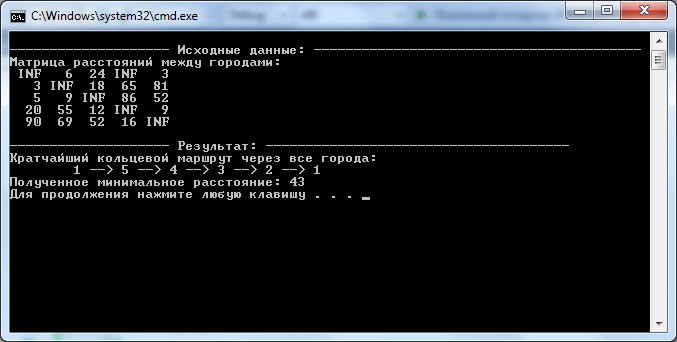 C:\Windows\system32\cmd.exe
-------------------- Исходные данные: -----------------------------------------
Матрица расстояний между городами:
INF 6 24 INF 3
3 INF 18 65 81
5 9 INF 86 52
20 55 12 INF 9
90 69 52 16 INF
-------------------- Результат: --------------------------------------
Кратчайший кольцевой маршрут через все города:
1 --> 5 --> 4 --> 3 --> 2 --> 1
Полученное минимальное расстояние: 43
Для продолжения нажмите любую клавишу . . .